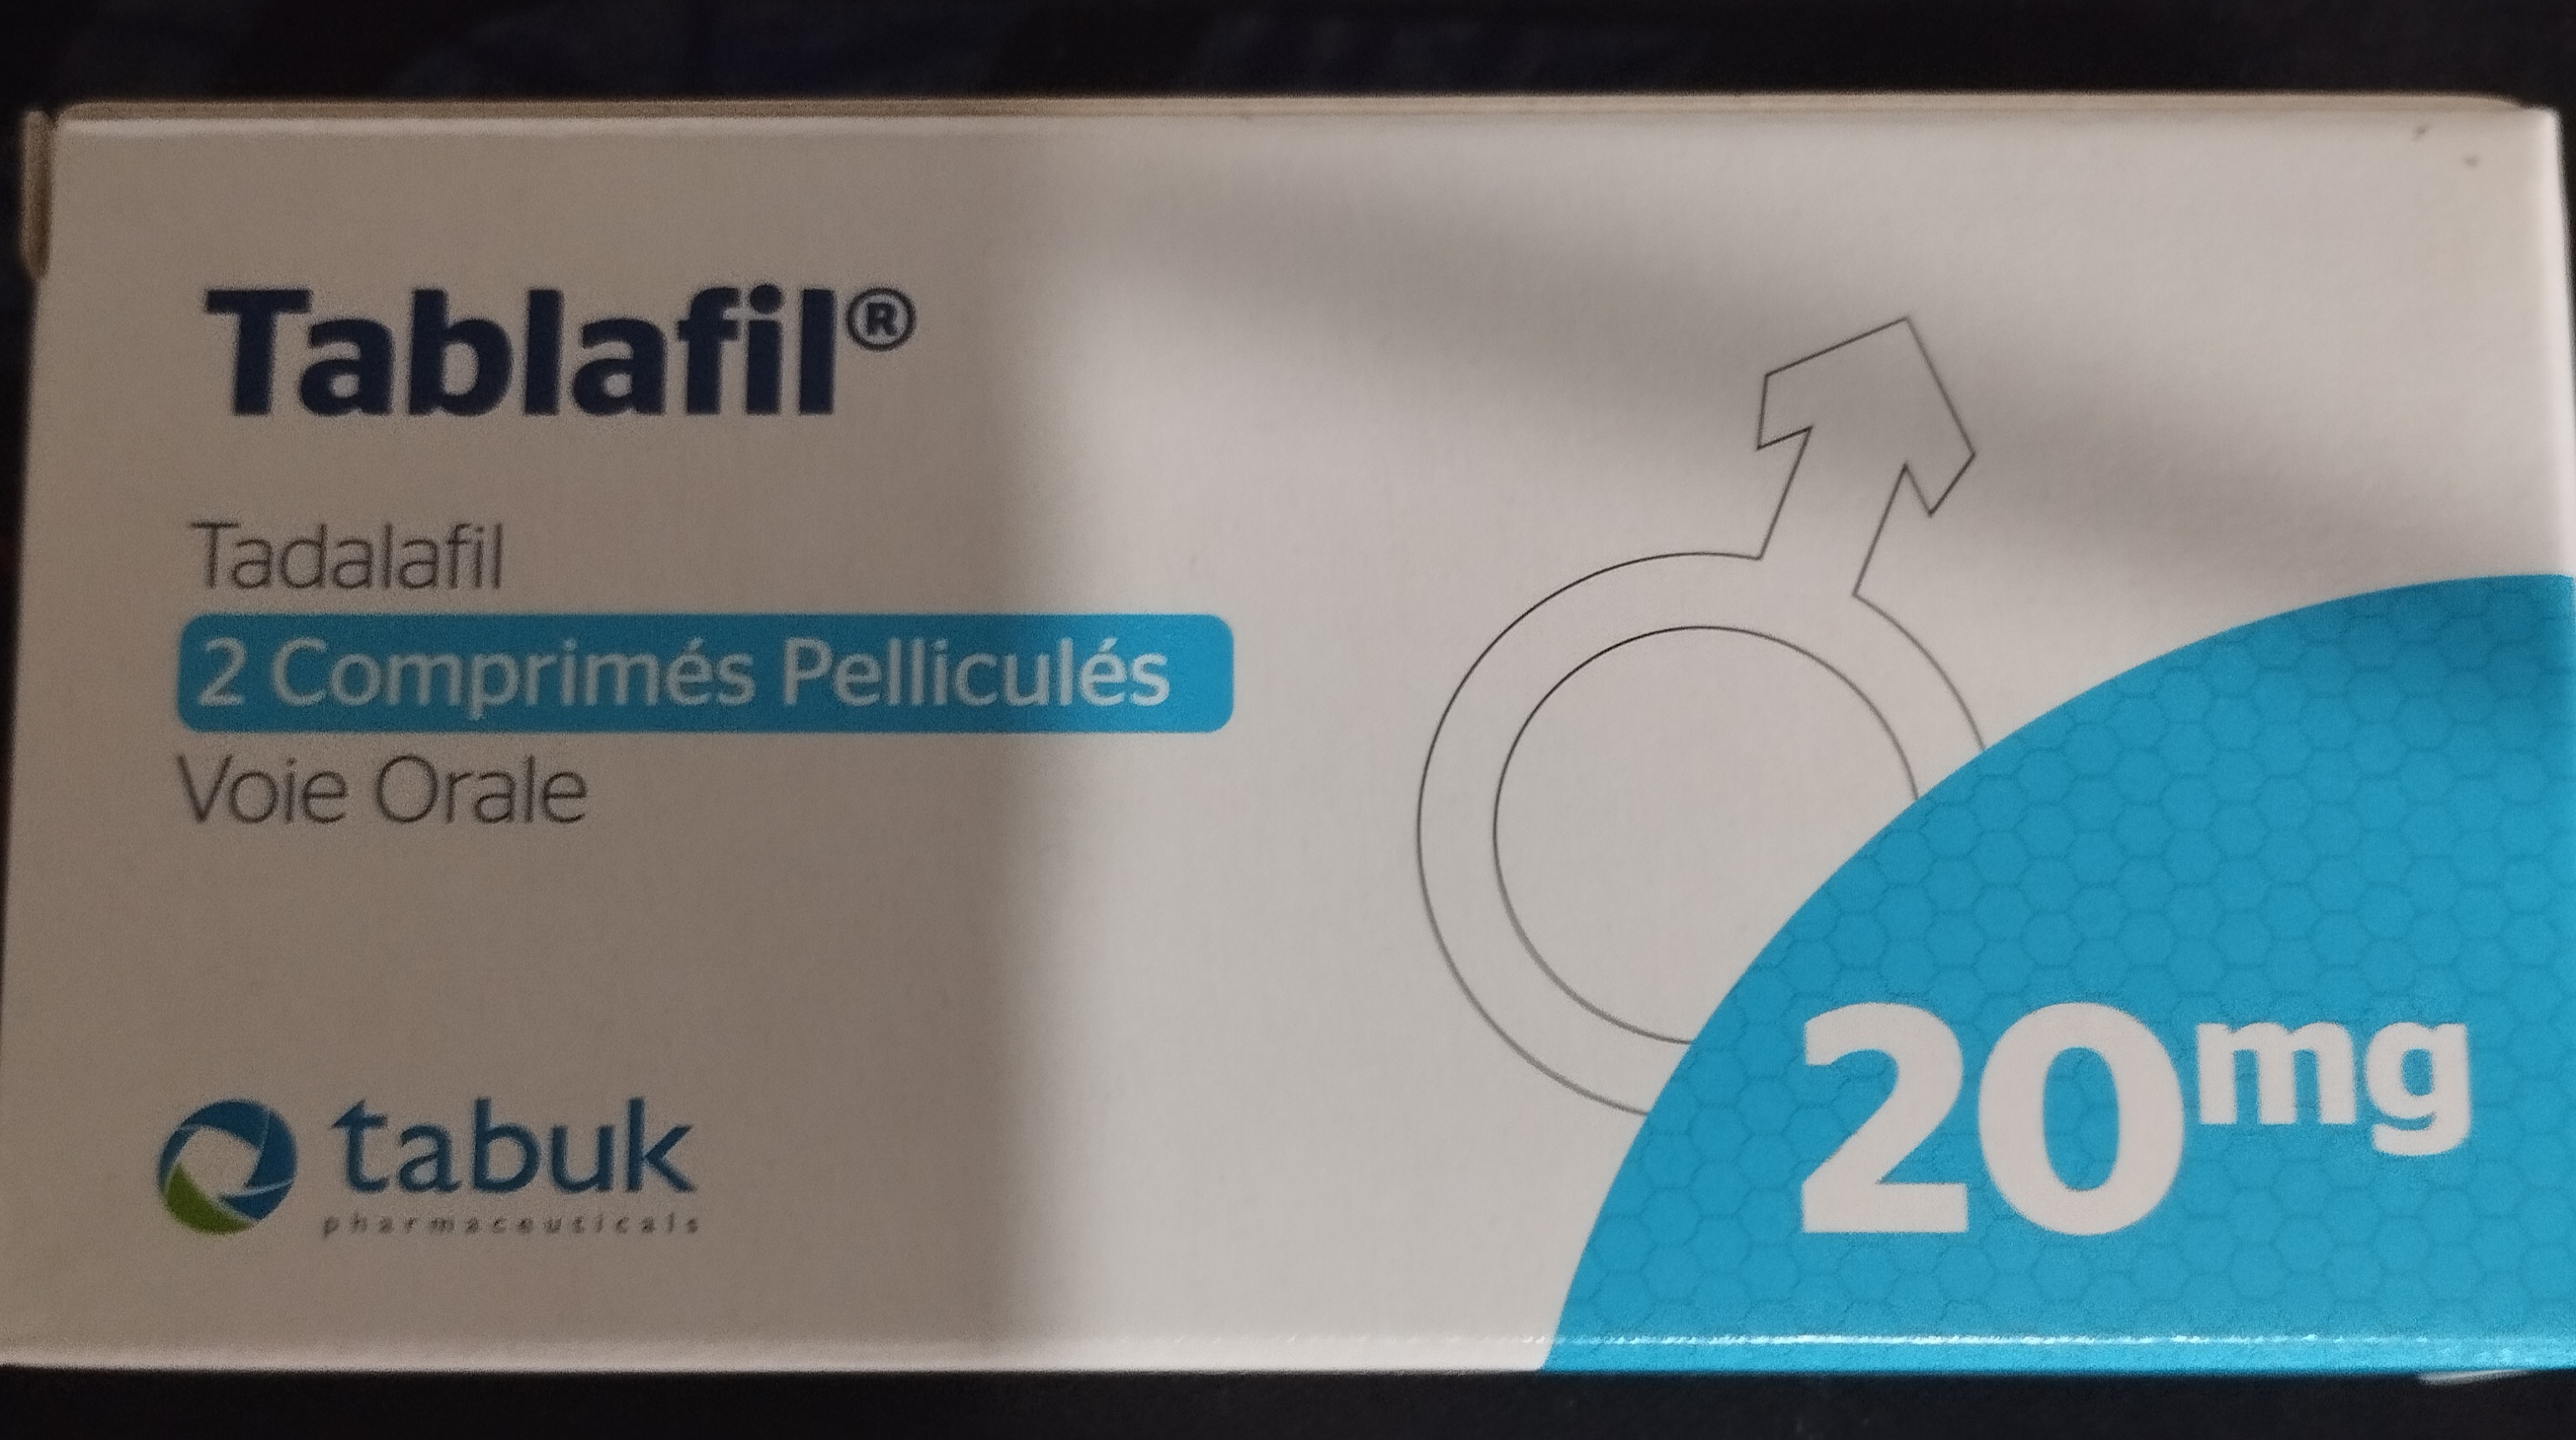 Tablafil®
Tadalafil
2 Comprimés Pelliculés
Voie Orale
20mg
tabuk
pharmaceuticals